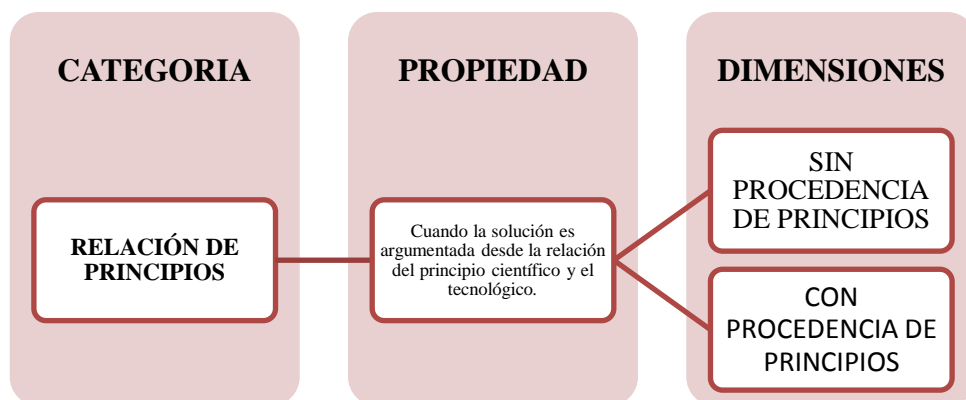 CATEGORIA
PROPIEDAD
DIMENSIONES
RELACIÓN DE
PRINCIPIOS
Cuando la solución es
argumentada desde la relación
del principio científico y el
tecnológico.
SIN
PROCEDENCIA
DE PRINCIPIOS
CON
PROCEDENCIA DE
PRINCIPIOS